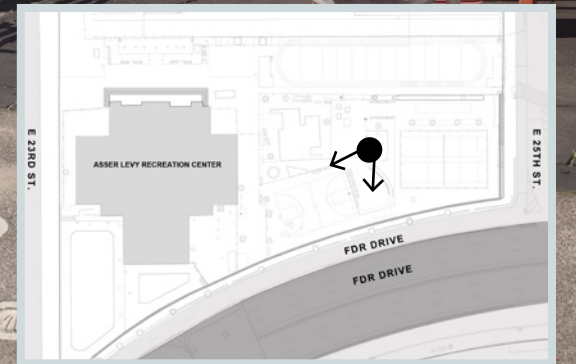 E 23RD ST.
ASSER LEVY RECREATION CENTER
E 25TH ST.
FDR DRIVE
FDR DRIVE